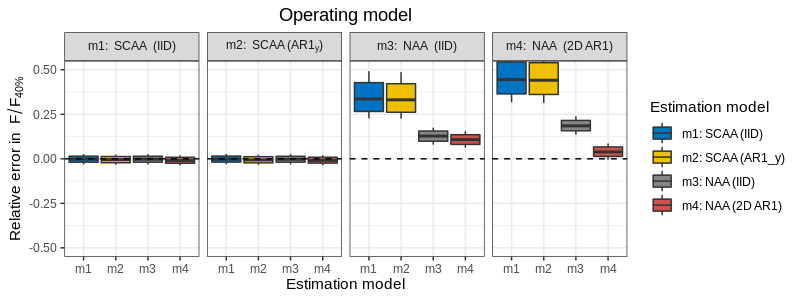 Operating model
m1: SCAA (IID)
m2: SCAA (AR1y)
m3: NAA (IID)
m4: NAA (2D AR1)
Relative error in F/F40%
0.50
0.25
0.00
-0.25
-0.50
m1 m2 m3 m4
m1 m2 m3 m4
m1 m2 m3 m4
m1 m2 m3 m4
Estimation model
Estimation model
m1: SCAA (IID)
m2: SCAA (AR1_y)
m3: NAA (IID)
m4: NAA (2D AR1)